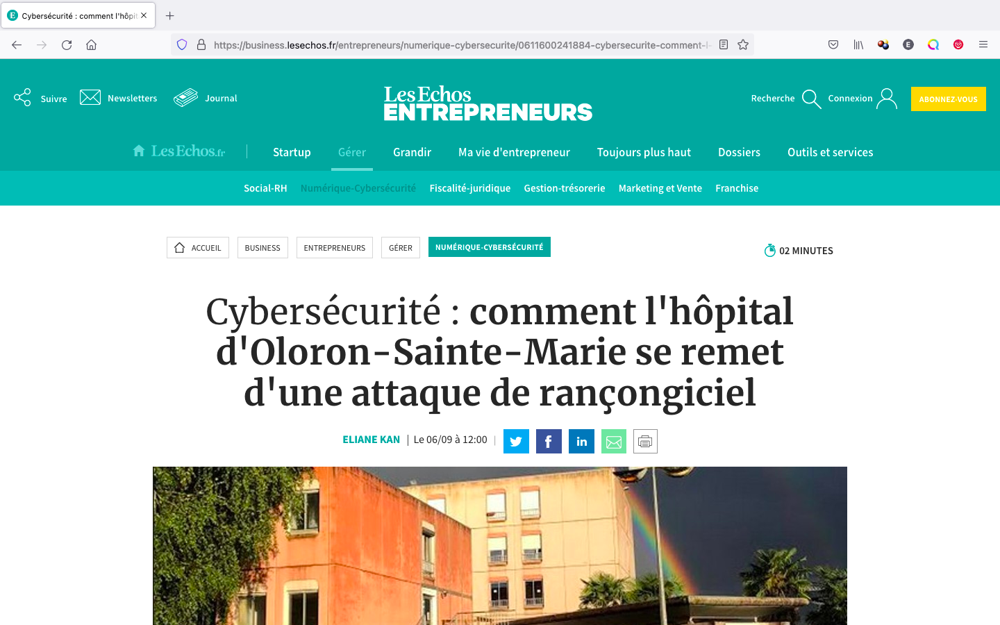 Cybersécurité : comment l'hôpit
https://business.lesechos.fr/entrepreneurs/numerique-cybersecurite/0611600241884-cybersecurite-comment-l-
Suivre
Newsletters
Journal
Les Echos
ENTREPRENEURS
Recherche
Connexion
ABONNEZ-VOUS
Les Echos.fr
Startup
Gérer
Grandir
Ma vie d'entrepreneur
Toujours plus haut
Dossiers
Outils et services
Social-RH
Numérique-Cybersécurité
Fiscalité-juridique
Gestion-trésorerie
Marketing et Vente
Franchise
ACCUEIL
BUSINESS
ENTREPRENEURS
GÉRER
NUMÉRIQUE-CYBERSÉCURITÉ
02 MINUTES
Cybersécurité : comment l'hôpital
d'Oloron-Sainte-Marie se remet
d'une attaque de rançongiciel
ELIANE KAN | Le 06/09 à 12:00 |